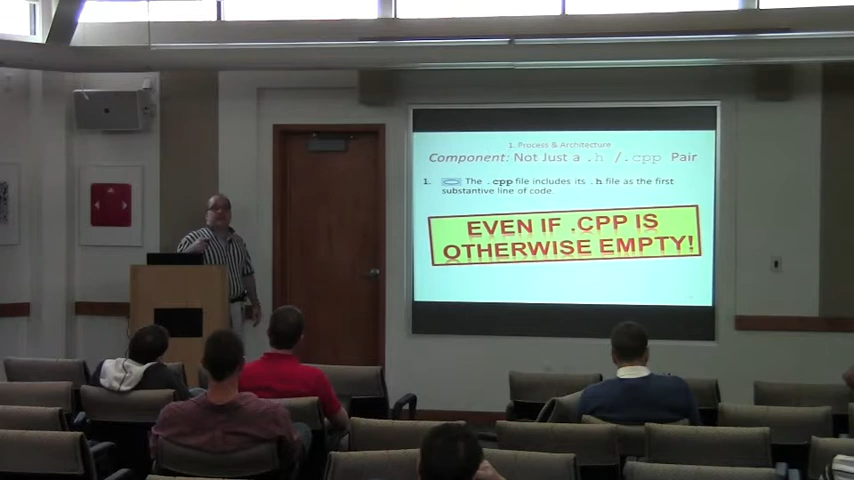 1. Process & Architecture
Component: Not Just a .h /.cpp Pair
1. The .cpp file includes its .h file as the first
substantive line of code.
EVEN IF .CPP IS
OTHERWISE EMPTY!